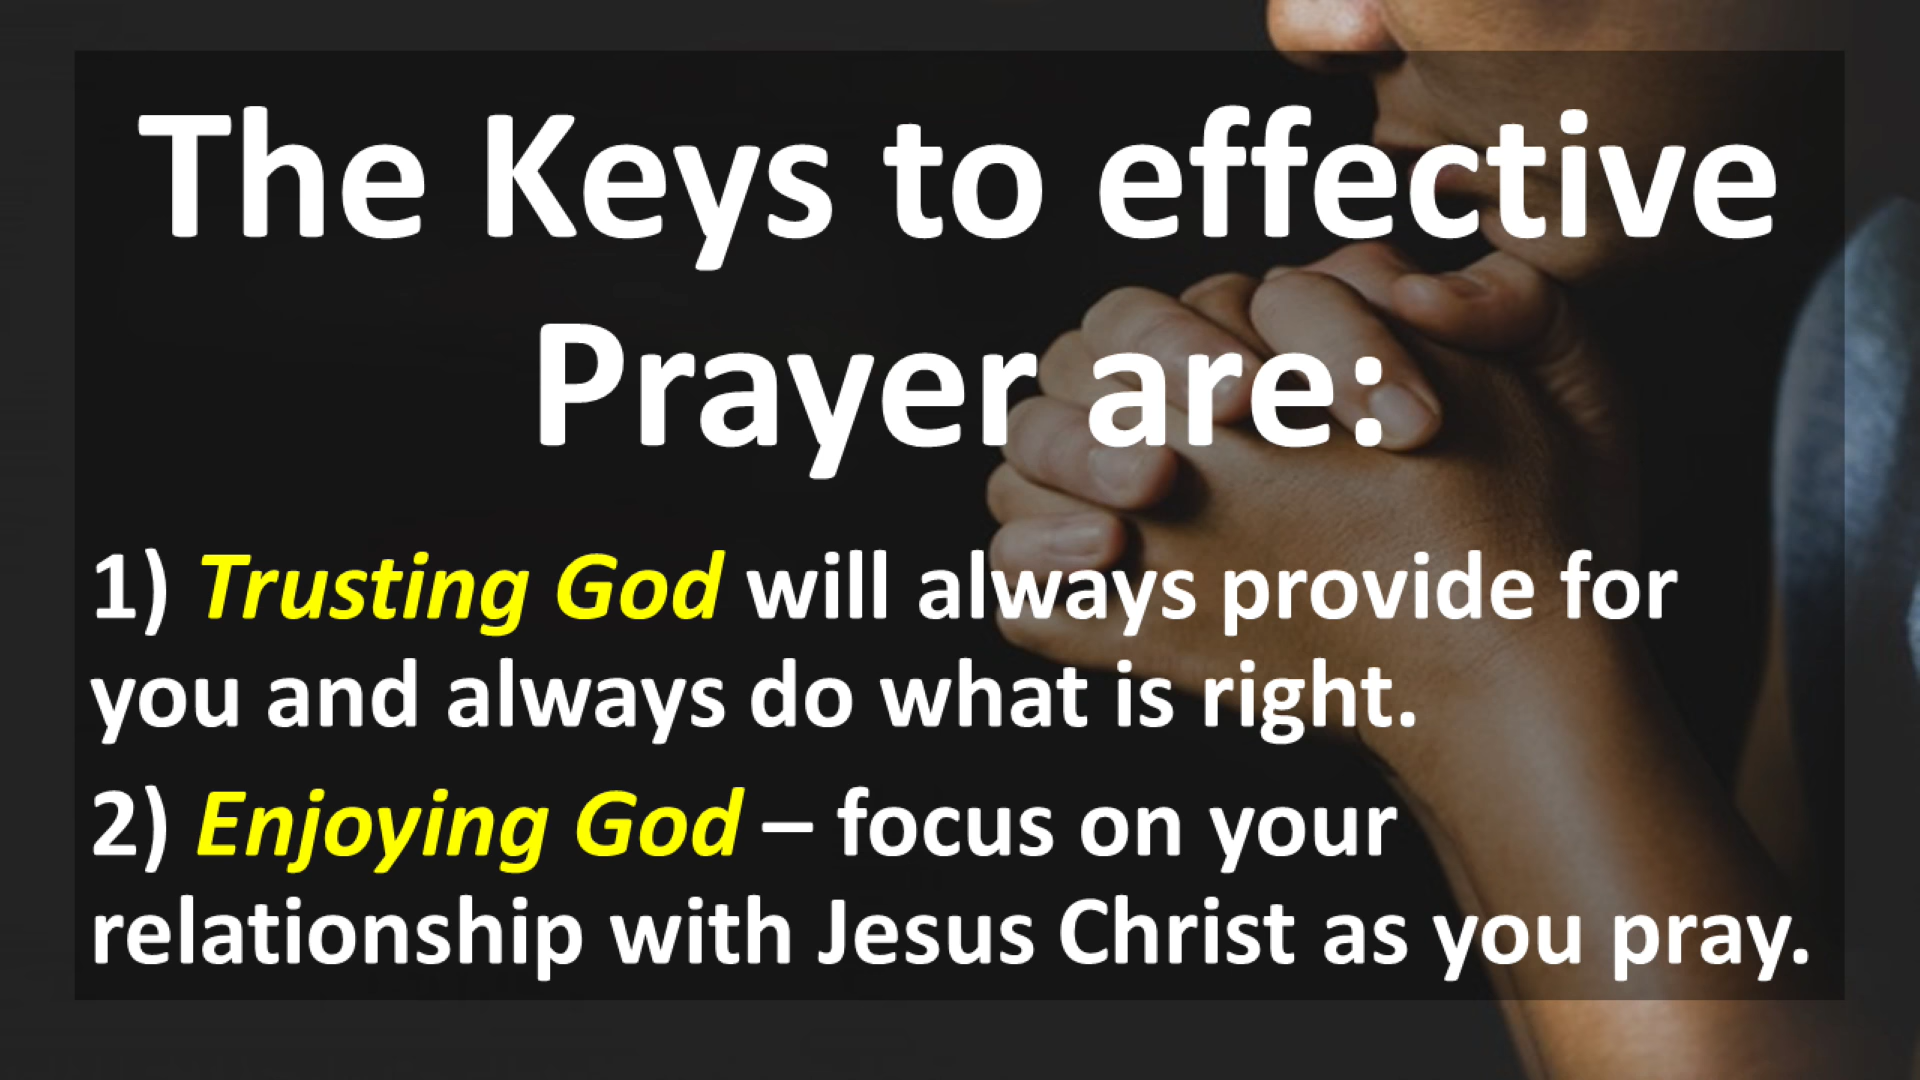 The Keys to effective
Prayer are:
1) Trusting God will always provide for
you and always do what is right.
2) Enjoying God – focus on your
relationship with Jesus Christ as you pray.